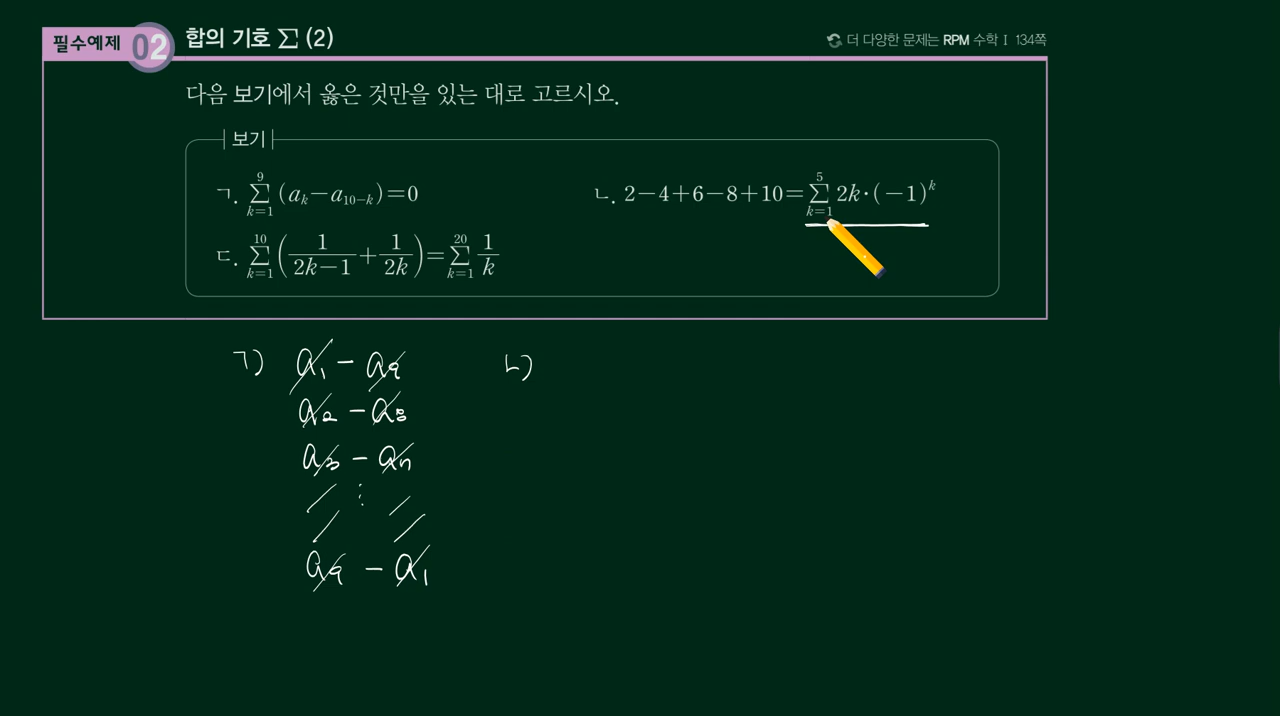 필수예제 02 합의 기호 ∑ (2)
더 다양한 문제는 RPM 수학 I 134쪽
다음 보기에서 옳은 것만을 있는 대로 고르시오.
보기
ㄱ. ∑_{k=1}^{9} (a_k − a_{10−k}) = 0
ㄴ. 2−4+6−8+10 = ∑_{k=1}^{5} 2k·(−1)^k
ㄷ. ∑_{k=1}^{10} (1/(2k−1) + 1/(2k)) = ∑_{k=1}^{20} 1/k
ㄱ) a₁ − a₉
a₂ − a₈
a₃ − a₇
⋮
a₉ − a₁
ㄴ)